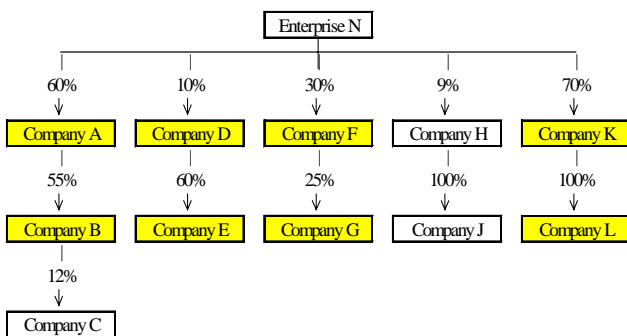 Enterprise N
60% 10% 30% 9% 70%
Company A Company D Company F Company H Company K
55% 60% 25% 100% 100%
Company B Company E Company G Company J Company L
12%
Company C